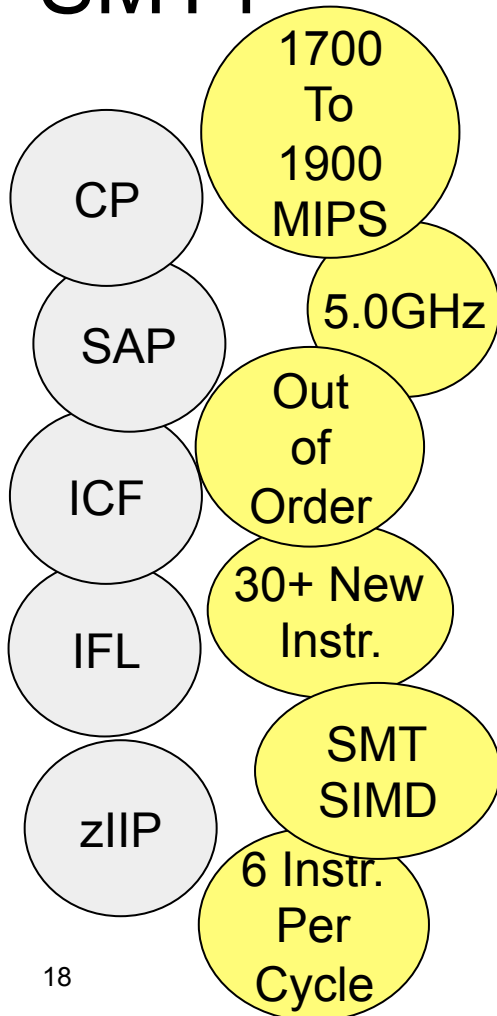 1700
To
1900
MIPS
CP
5.0GHz
SAP
Out
of
Order
ICF
30+ New
Instr.
IFL
SMT
SIMD
zIIP
6 Instr.
Per
Cycle
18